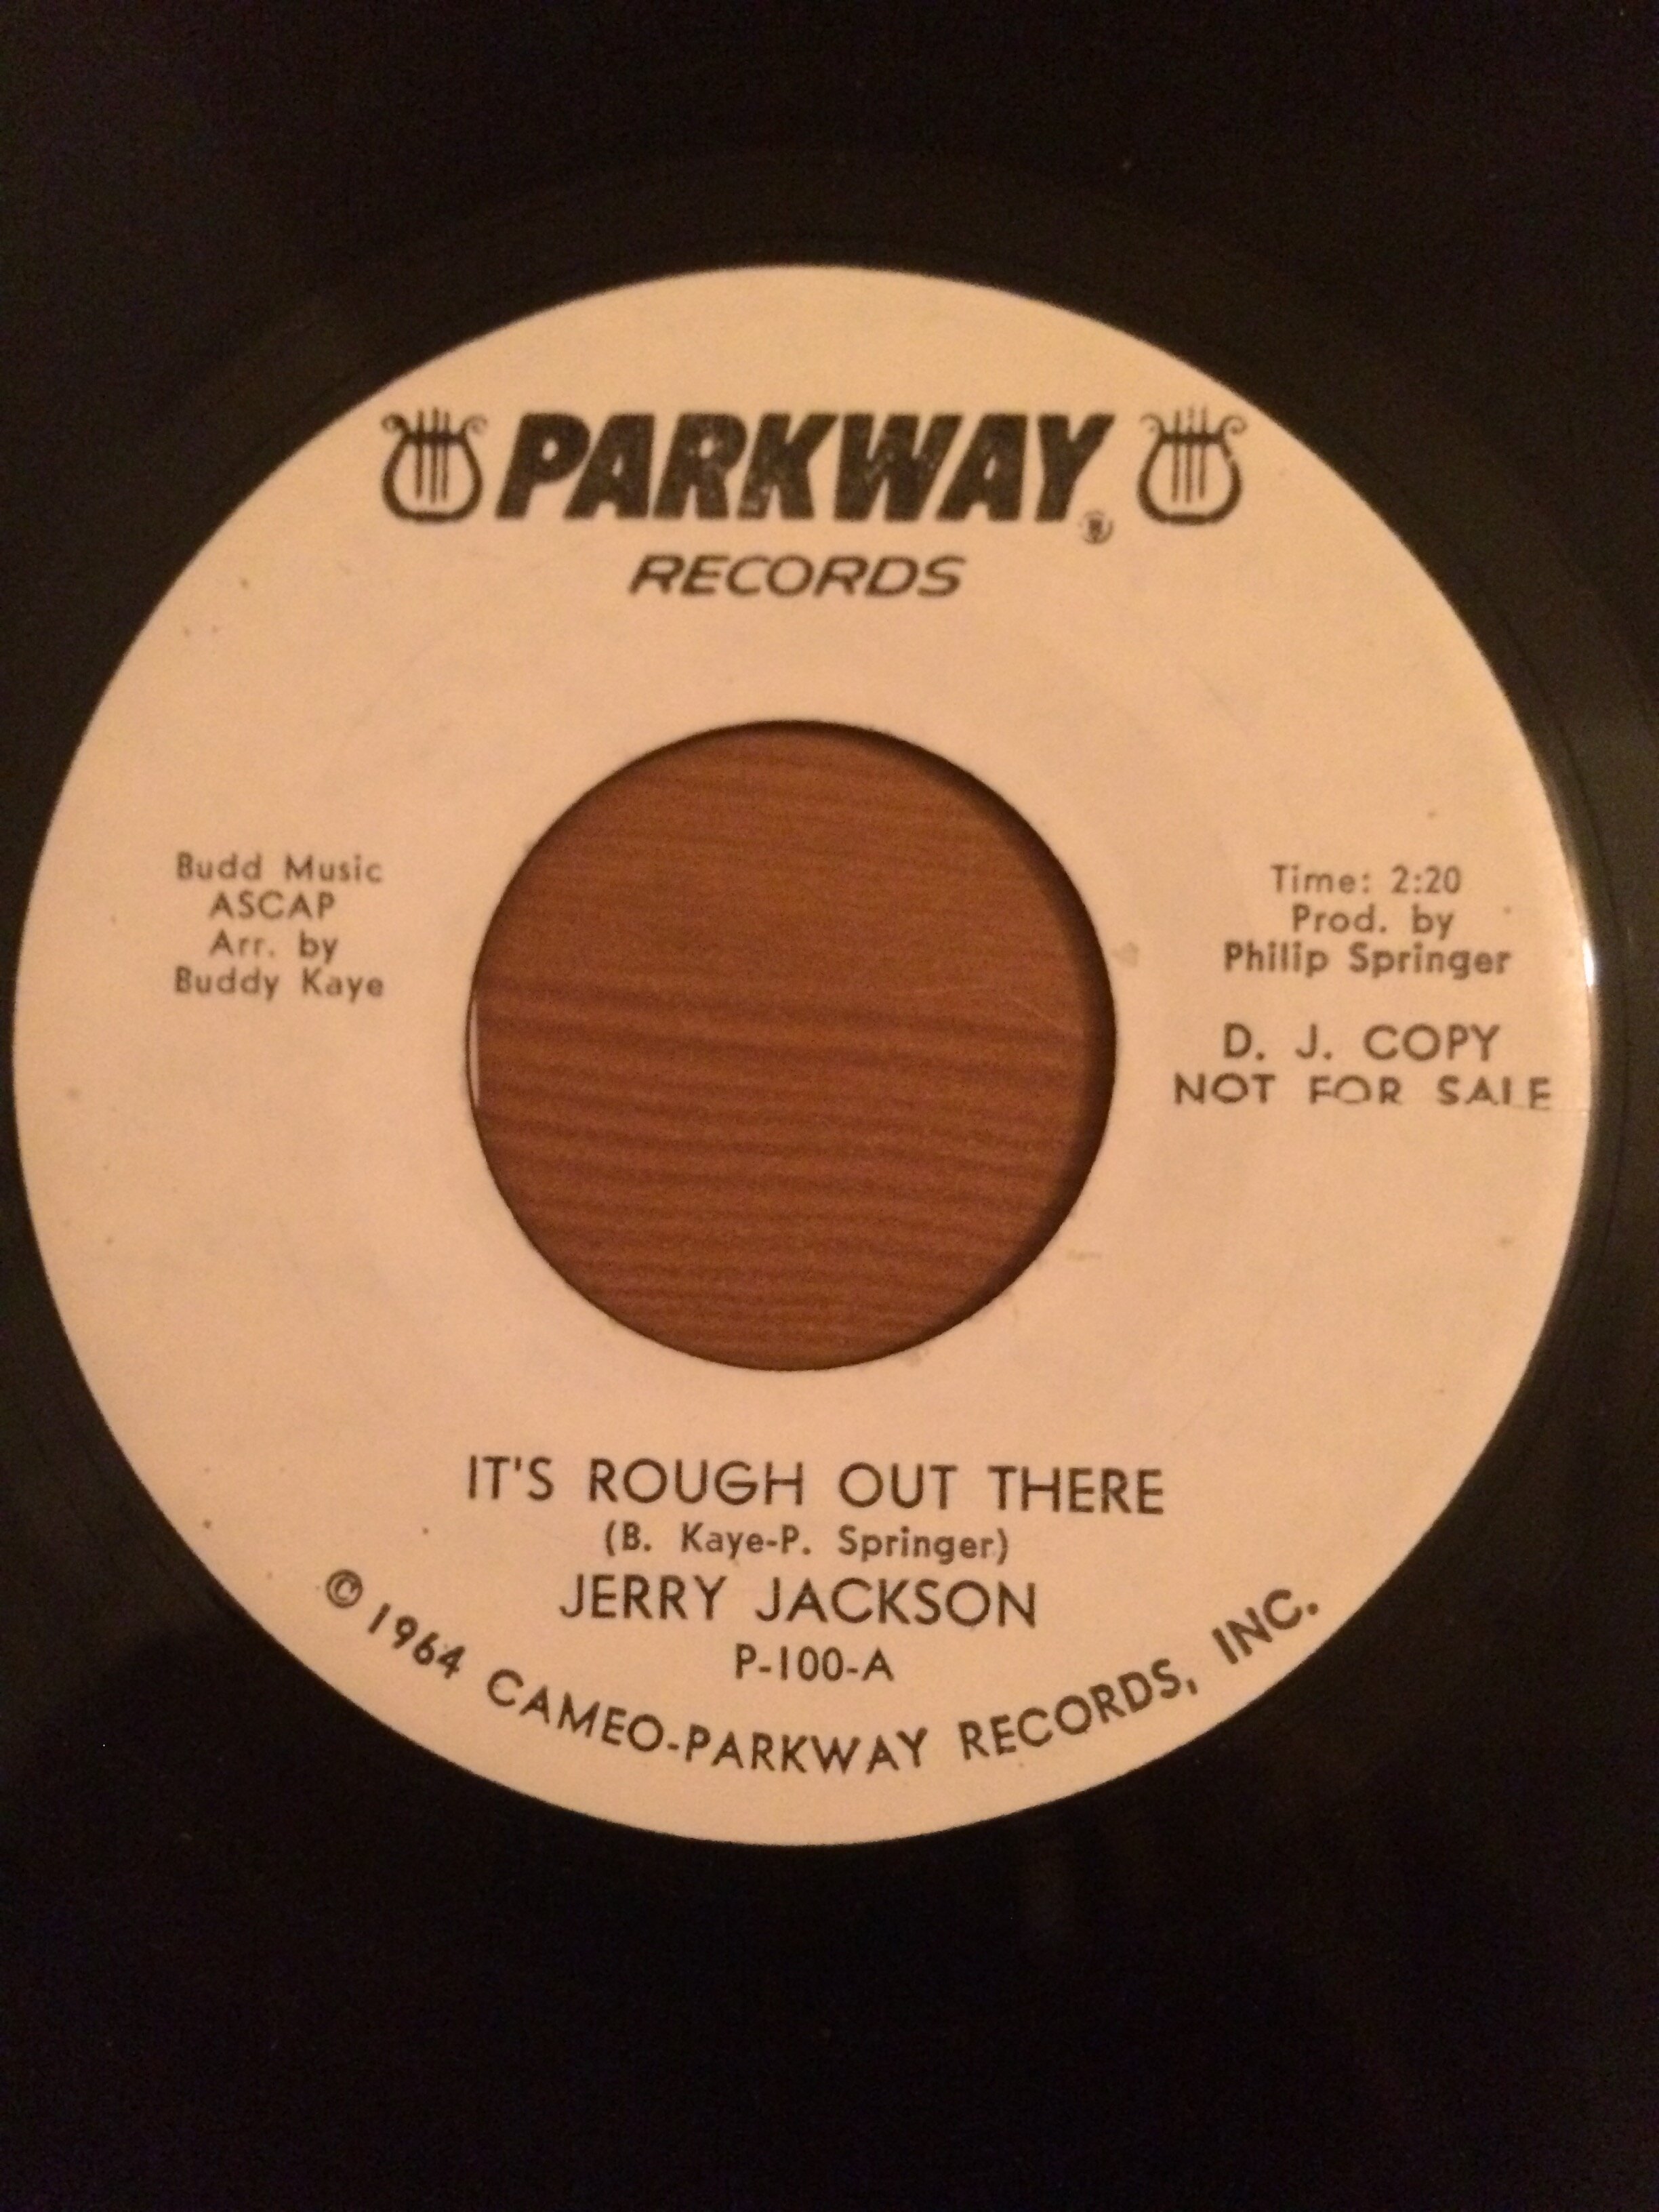 PARKWAY®
RECORDS
Budd Music
ASCAP
Arr. by
Buddy Kaye
Time: 2:20
Prod. by
Philip Springer
D. J. COPY
NOT FOR SALE
IT'S ROUGH OUT THERE
(B. Kaye-P. Springer)
JERRY JACKSON
P-100-A
© 1964 CAMEO-PARKWAY RECORDS, INC.